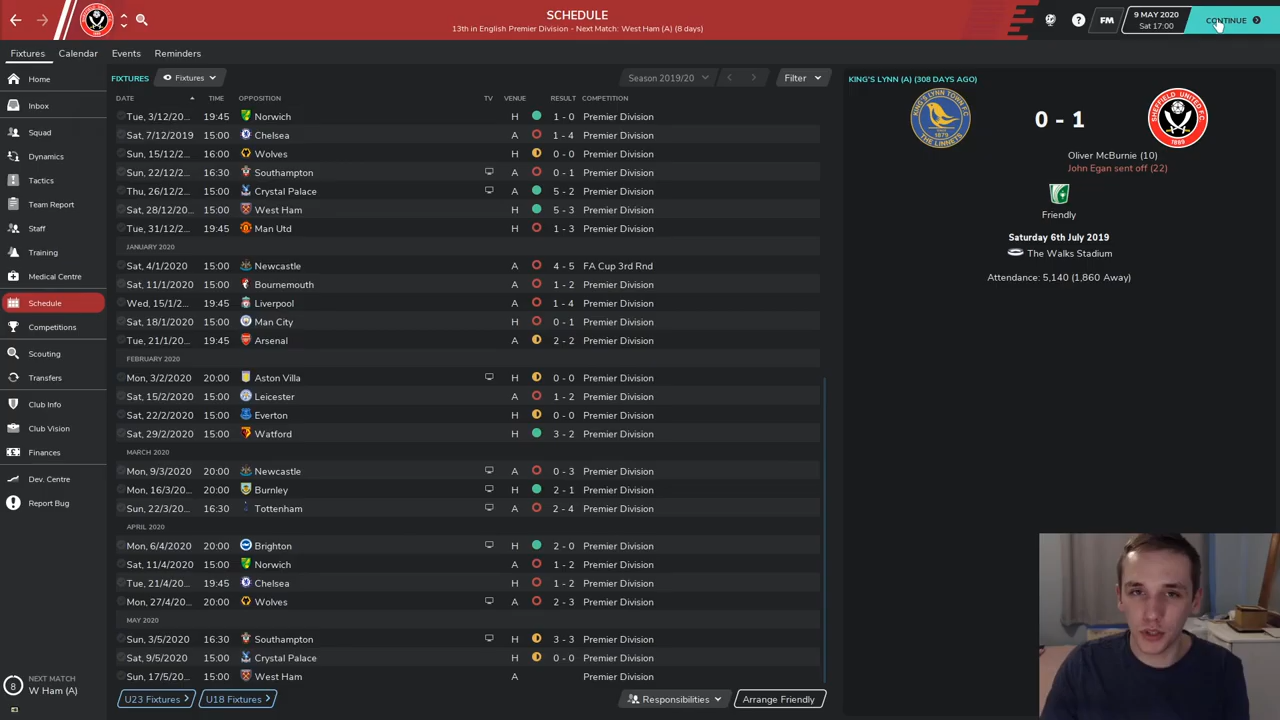 SCHEDULE
13th in English Premier Division - Next Match: West Ham (A) (8 days)
FM
9 MAY 2020
Sat 17:00
CONTINUE
Fixtures Calendar Events Reminders
Home
Inbox
Squad
Dynamics
Tactics
Team Report
Staff
Training
Medical Centre
Schedule
Competitions
Scouting
Transfers
Club Info
Club Vision
Finances
Dev. Centre
Report Bug
8
NEXT MATCH
W Ham (A)
FIXTURES Fixtures Season 2019/20 Filter
DATE TIME OPPOSITION TV VENUE RESULT COMPETITION
Tue, 3/12/20... 19:45 Norwich H 1 - 0 Premier Division
Sat, 7/12/2019 15:00 Chelsea A 1 - 4 Premier Division
Sun, 15/12/2... 16:00 Wolves H 0 - 0 Premier Division
Sun, 22/12/2... 16:30 Southampton A 0 - 1 Premier Division
Thu, 26/12/2... 15:00 Crystal Palace A 5 - 2 Premier Division
Sat, 28/12/20... 15:00 West Ham H 5 - 3 Premier Division
Tue, 31/12/20... 19:45 Man Utd H 1 - 3 Premier Division
JANUARY 2020
Sat, 4/1/2020 15:00 Newcastle A 4 - 5 FA Cup 3rd Rnd
Sat, 11/1/2020 15:00 Bournemouth A 1 - 2 Premier Division
Wed, 15/1/2... 19:45 Liverpool A 1 - 4 Premier Division
Sat, 18/1/2020 15:00 Man City H 0 - 1 Premier Division
Tue, 21/1/2020 19:45 Arsenal A 2 - 2 Premier Division
FEBRUARY 2020
Mon, 3/2/2020 20:00 Aston Villa H 0 - 0 Premier Division
Sat, 15/2/2020 15:00 Leicester A 1 - 2 Premier Division
Sat, 22/2/2020 15:00 Everton H 0 - 0 Premier Division
Sat, 29/2/2020 15:00 Watford H 3 - 2 Premier Division
MARCH 2020
Mon, 9/3/2020 20:00 Newcastle A 0 - 3 Premier Division
Mon, 16/3/20... 20:00 Burnley H 2 - 1 Premier Division
Sun, 22/3/20... 16:30 Tottenham A 2 - 4 Premier Division
APRIL 2020
Mon, 6/4/2020 20:00 Brighton H 2 - 0 Premier Division
Sat, 11/4/2020 15:00 Norwich A 1 - 2 Premier Division
Tue, 21/4/20... 19:45 Chelsea H 1 - 2 Premier Division
Mon, 27/4/20... 20:00 Wolves A 2 - 3 Premier Division
MAY 2020
Sun, 3/5/2020 16:30 Southampton H 3 - 3 Premier Division
Sat, 9/5/2020 15:00 Crystal Palace H 0 - 0 Premier Division
Sun, 17/5/20... 15:00 West Ham A Premier Division
U23 Fixtures U18 Fixtures Responsibilities Arrange Friendly
KING'S LYNN (A) (308 DAYS AGO)
KING'S LYNN TOWN F.C.
1879
THE LINNETS
0 - 1
SHEFFIELD UNITED F.C.
1889
Oliver McBurnie (10)
John Egan sent off (22)
Friendly
Saturday 6th July 2019
The Walks Stadium
Attendance: 5,140 (1,860 Away)